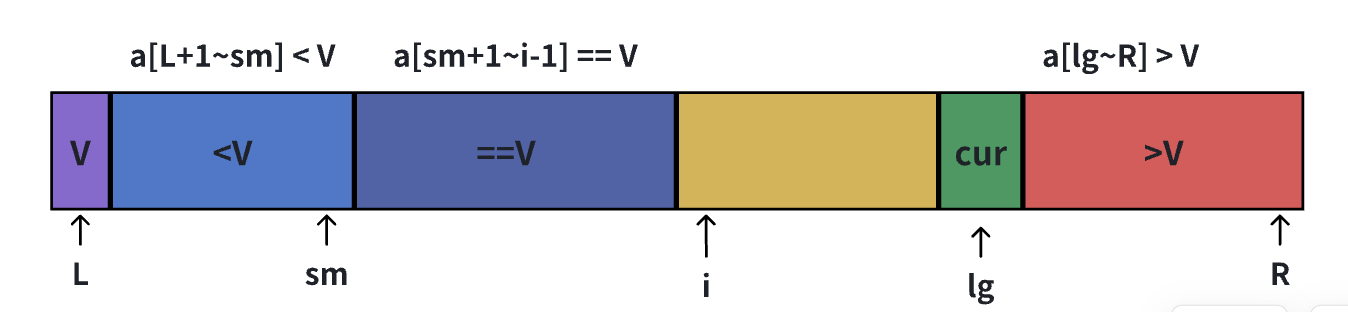 a[L+1~sm] < V a[sm+1~i-1] == V a[lg~R] > V
V <V ==V cur >V
L sm i lg R